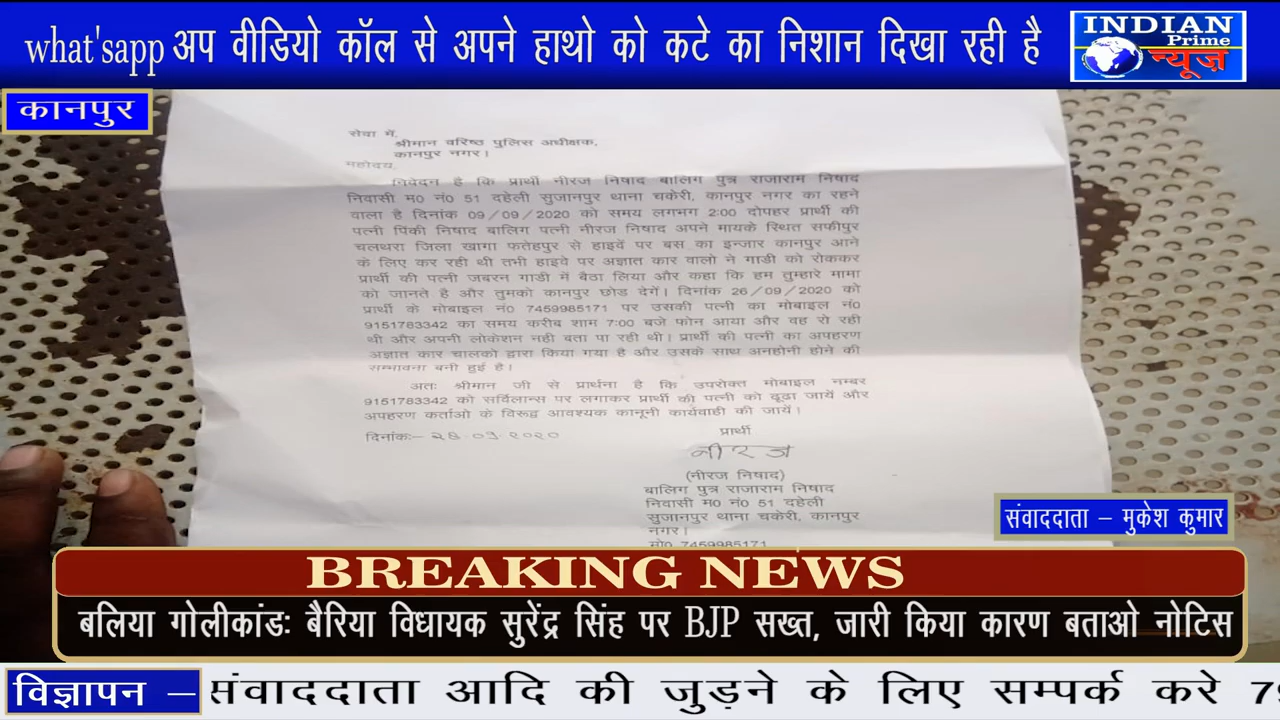 what'sapp अप वीडियो कॉल से अपने हाथो को कटे का निशान दिखा रही है
INDIAN
Prime
न्यूज़
कानपुर
सेवा में,
श्रीमान वरिष्ठ पुलिस अधीक्षक,
कानपुर नगर।
महोदय,
निवेदन है कि प्रार्थी नीरज निषाद बालिग पुत्र राजाराम निषाद
निवासी म0 नं0 51 दहेली सुजानपुर थाना चकेरी, कानपुर नगर का रहने
वाला है दिनांक 09/09/2020 को समय लगभग 2:00 दोपहर प्रार्थी की
पत्नी पिंकी निषाद बालिग पत्नी नीरज निषाद अपने मायके स्थित सफीपुर
चलथरा जिला खागा फतेहपुर से हाइवें पर बस का इन्जार कानपुर आने
के लिए कर रही थी तभी हाइवे पर अज्ञात कार वालो ने गाडी को रोककर
प्रार्थी की पत्नी जबरन गाडी में बैठा लिया और कहा कि हम तुम्हारे मामा
को जानते है और तुमको कानपुर छोड देगें। दिनांक 26/09/2020 को
प्रार्थी के मोबाइल नं0 7459985171 पर उसकी पत्नी का मोबाइल नं0
9151783342 का समय करीब शाम 7:00 बजे फोन आया और वह रो रही
थी और अपनी लोकेशन नही बता पा रही थी। प्रार्थी की पत्नी का अपहरण
अज्ञात कार चालको द्वारा किया गया है और उसके साथ अनहोनी होने की
सम्भावना बनी हुई है।
अतः श्रीमान जी से प्रार्थना है कि उपरोक्त मोबाइल नम्बर
9151783342 को सर्विलान्स पर लगाकर प्रार्थी की पत्नी को ढूढा जायें और
अपहरण कर्ताओ के विरूद्व आवश्यक कानूनी कार्यवाही की जायें।
दिनांकः– २8-०9-२०२०
प्रार्थी
नीरज
(नीरज निषाद)
बालिग पुत्र राजाराम निषाद
निवासी म0 नं0 51 दहेली
सुजानपुर थाना चकेरी, कानपुर
नगर।
मो0 7459985171
संवाददाता – मुकेश कुमार
BREAKING NEWS
बलिया गोलीकांडः बैरिया विधायक सुरेंद्र सिंह पर BJP सख्त, जारी किया कारण बताओ नोटिस
विज्ञापन – संवाददाता आदि की जुड़ने के लिए सम्पर्क करे 79